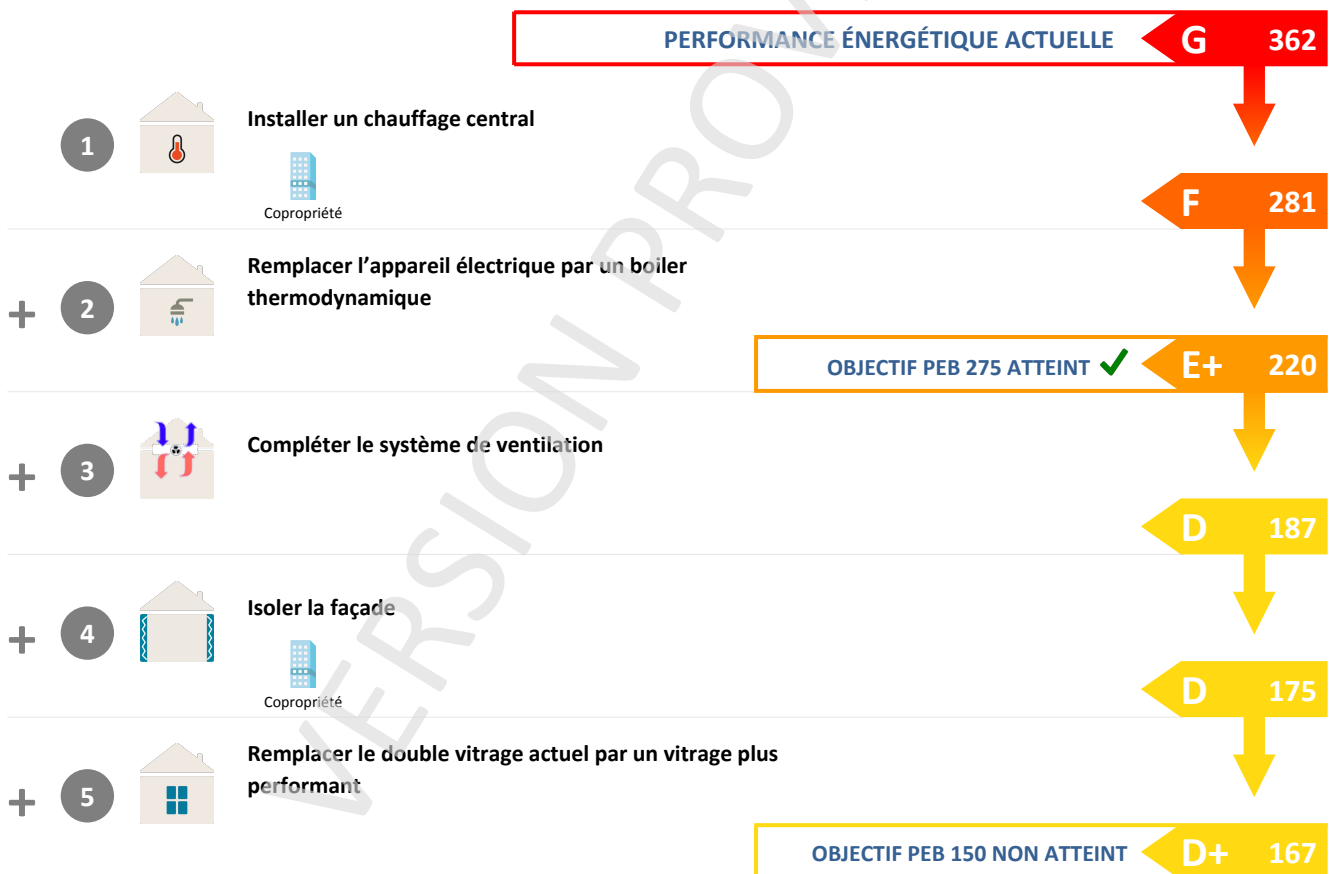 PERFORMANCE ÉNERGÉTIQUE ACTUELLE G 362
1 Installer un chauffage central
Copropriété
F 281
+ 2 Remplacer l'appareil électrique par un boiler
thermodynamique
OBJECTIF PEB 275 ATTEINT ✓ E+ 220
+ 3 Compléter le système de ventilation
D 187
+ 4 Isoler la façade
Copropriété
D 175
+ 5 Remplacer le double vitrage actuel par un vitrage plus
performant
OBJECTIF PEB 150 NON ATTEINT D+ 167
VERSION PROV